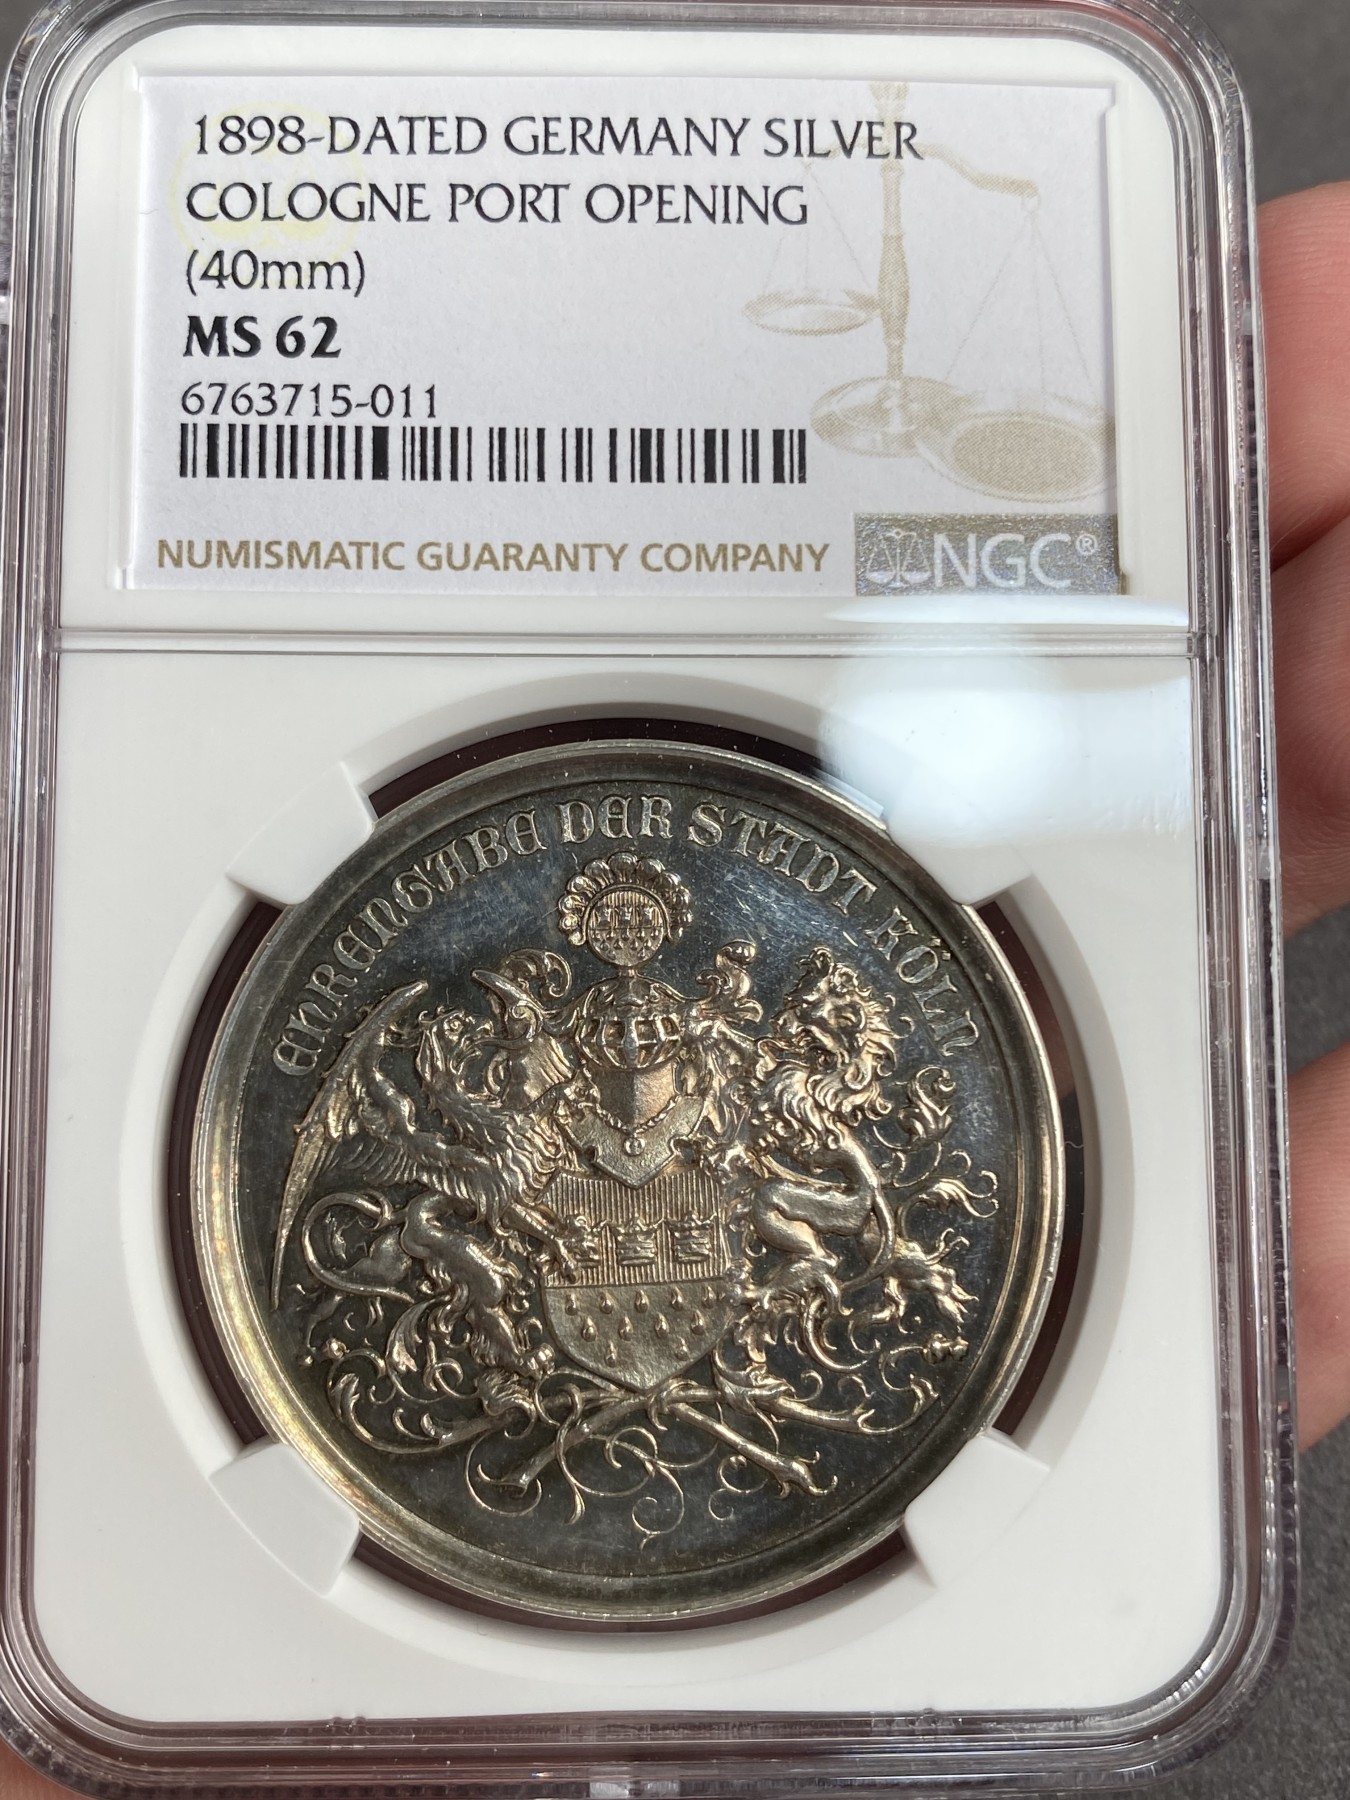 1898-DATED GERMANY SILVER
COLOGNE PORT OPENING
(40mm)
MS 62
6763715-011
NUMISMATIC GUARANTY COMPANY
NGC®
EHRENGABE DER STADT KÖLN